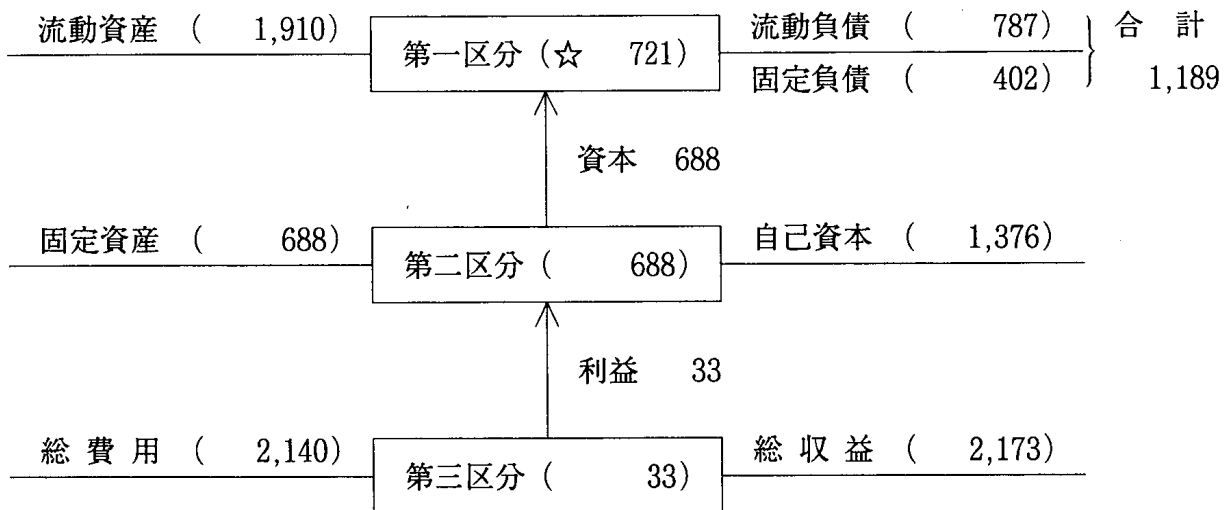 流動資産 ( 1,910) 第一区分 (☆ 721) 流動負債 ( 787) 合 計
固定負債 ( 402) 1,189
資本 688
固定資産 ( 688) 第二区分 ( 688) 自己資本 ( 1,376)
利益 33
総 費 用 ( 2,140) 第三区分 ( 33) 総 収 益 ( 2,173)